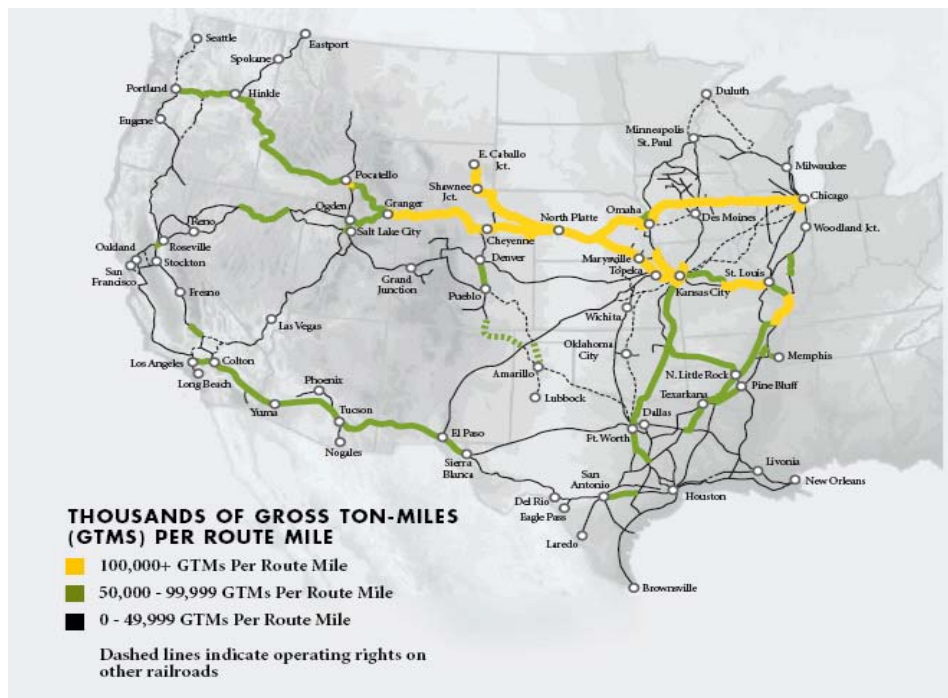 Seattle
Eastport
Spokane
Portland
Hinkle
Eugene
Duluth
Minneapolis
St. Paul
Milwaukee
E. Caballo
Jct.
Shawnee
Jct.
Pocatello
Granger
Ogden
Salt Lake City
Cheyenne
North Platte
Omaha
Des Moines
Chicago
Woodland Jct.
Reno
Roseville
Oakland
San
Francisco
Stockton
Fresno
Denver
Grand
Junction
Pueblo
Marysville
Topeka
Kansas City
St. Louis
Wichita
Las Vegas
Oklahoma
City
Los Angeles
Colton
Long Beach
Amarillo
Lubbock
Memphis
N. Little Rock
Pine Bluff
Texarkana
Phoenix
Yuma
Tucson
Nogales
El Paso
Sierra
Blanca
Dallas
Ft. Worth
Livonia
New Orleans
San
Antonio
Houston
Del Rio
Eagle Pass
Laredo
Brownsville
THOUSANDS OF GROSS TON-MILES
(GTMS) PER ROUTE MILE
100,000+ GTMs Per Route Mile
50,000 - 99,999 GTMs Per Route Mile
0 - 49,999 GTMs Per Route Mile
Dashed lines indicate operating rights on
other railroads